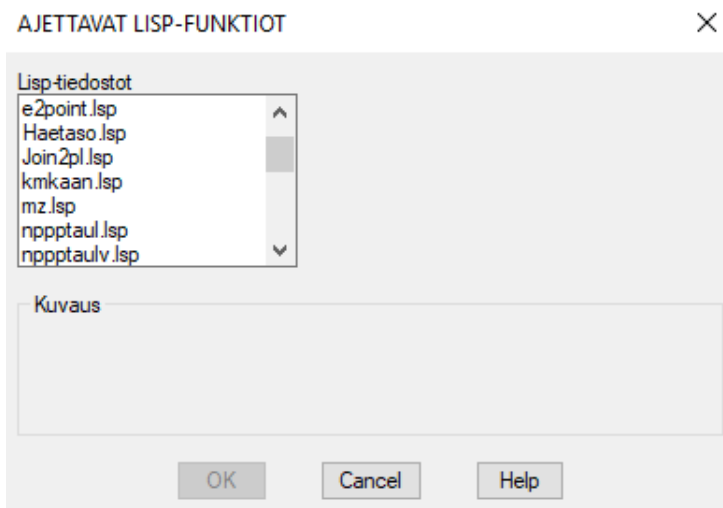 AJETTAVAT LISP-FUNKTIOT
Lisp-tiedostot
e2point.lsp
Haetaso.lsp
Join2pl.lsp
kmkaan.lsp
mz.lsp
nppptaul.lsp
nppptaulv.lsp
Kuvaus
OK
Cancel
Help